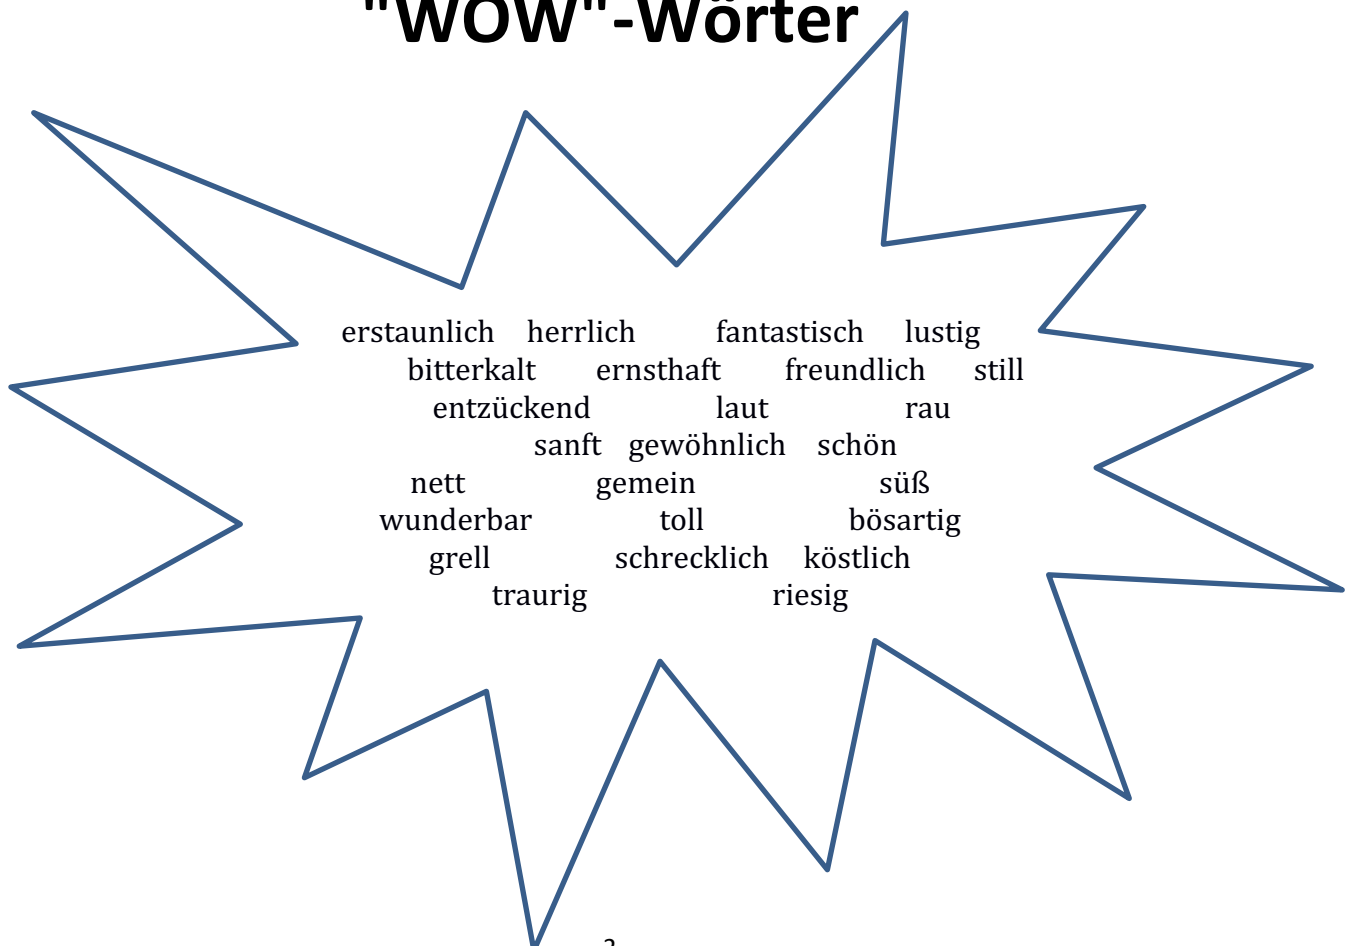 "WOW"-Wörter
erstaunlich herrlich fantastisch lustig
bitterkalt ernsthaft freundlich still
entzückend laut rau
sanft gewöhnlich schön
nett gemein süß
wunderbar toll bösartig
grell schrecklich köstlich
traurig riesig